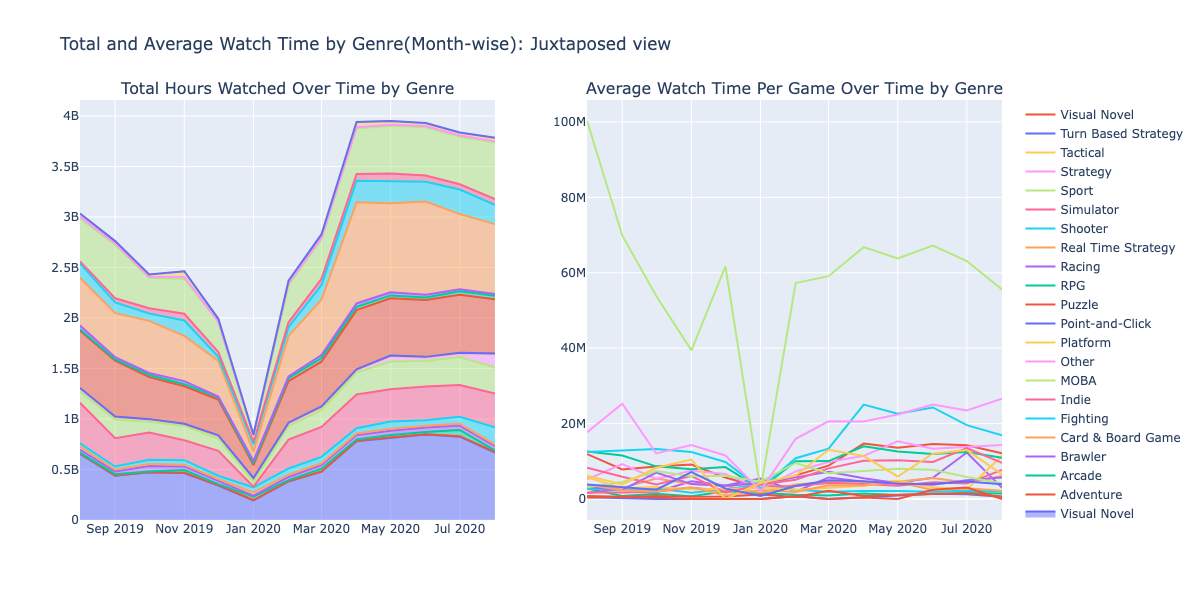 Total and Average Watch Time by Genre(Month-wise): Juxtaposed view
Total Hours Watched Over Time by Genre
4B
3.5B
3B
2.5B
2B
1.5B
1B
0.5B
0
Sep 2019
Nov 2019
Jan 2020
Mar 2020
May 2020
Jul 2020
Average Watch Time Per Game Over Time by Genre
100M
80M
60M
40M
20M
0
Sep 2019
Nov 2019
Jan 2020
Mar 2020
May 2020
Jul 2020
Visual Novel
Turn Based Strategy
Tactical
Strategy
Sport
Simulator
Shooter
Real Time Strategy
Racing
RPG
Puzzle
Point-and-Click
Platform
Other
MOBA
Indie
Fighting
Card & Board Game
Brawler
Arcade
Adventure
Visual Novel